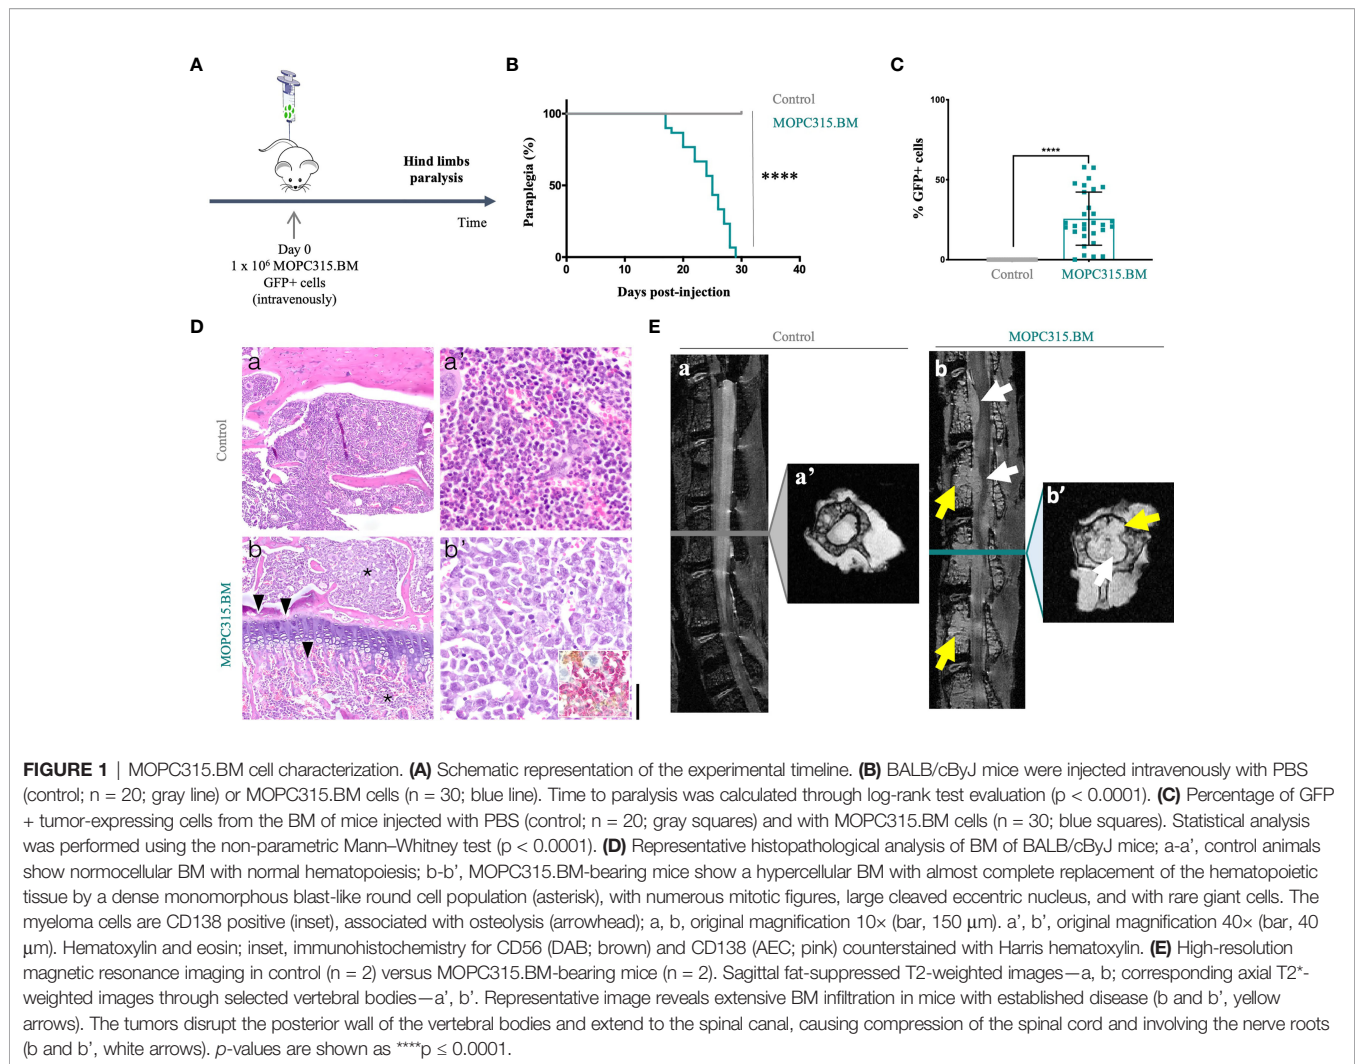 A
Hind limbs
paralysis
Time
Day 0
1 x 10⁶ MOPC315.BM
GFP+ cells
(intravenously)
B
Control
MOPC315.BM
****
Paraplegia (%)
100
50
0
0 10 20 30 40
Days post-injection
C
% GFP+ cells
100
50
0
****
Control
MOPC315.BM
D
Control
a
a'
MOPC315.BM
b
*
*
b'
E
Control
MOPC315.BM
a
a'
b
b'
FIGURE 1 | MOPC315.BM cell characterization. (A) Schematic representation of the experimental timeline. (B) BALB/cByJ mice were injected intravenously with PBS
(control; n = 20; gray line) or MOPC315.BM cells (n = 30; blue line). Time to paralysis was calculated through log-rank test evaluation (p < 0.0001). (C) Percentage of GFP
+ tumor-expressing cells from the BM of mice injected with PBS (control; n = 20; gray squares) and with MOPC315.BM cells (n = 30; blue squares). Statistical analysis
was performed using the non-parametric Mann–Whitney test (p < 0.0001). (D) Representative histopathological analysis of BM of BALB/cByJ mice; a-a', control animals
show normocellular BM with normal hematopoiesis; b-b', MOPC315.BM-bearing mice show a hypercellular BM with almost complete replacement of the hematopoietic
tissue by a dense monomorphous blast-like round cell population (asterisk), with numerous mitotic figures, large cleaved eccentric nucleus, and with rare giant cells. The
myeloma cells are CD138 positive (inset), associated with osteolysis (arrowhead); a, b, original magnification 10× (bar, 150 μm). a', b', original magnification 40× (bar, 40
μm). Hematoxylin and eosin; inset, immunohistochemistry for CD56 (DAB; brown) and CD138 (AEC; pink) counterstained with Harris hematoxylin. (E) High-resolution
magnetic resonance imaging in control (n = 2) versus MOPC315.BM-bearing mice (n = 2). Sagittal fat-suppressed T2-weighted images—a, b; corresponding axial T2*-
weighted images through selected vertebral bodies—a', b'. Representative image reveals extensive BM infiltration in mice with established disease (b and b', yellow
arrows). The tumors disrupt the posterior wall of the vertebral bodies and extend to the spinal canal, causing compression of the spinal cord and involving the nerve roots
(b and b', white arrows). p-values are shown as ****p ≤ 0.0001.